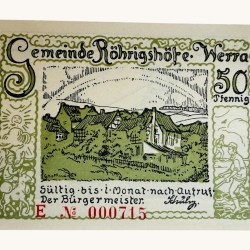 Gemeinde Röhrigshöfe-Werra
50
Pfennig
Gültig-bis-1-Monat-nach-Aufruf-
Der Bürgermeister.
E № 000715